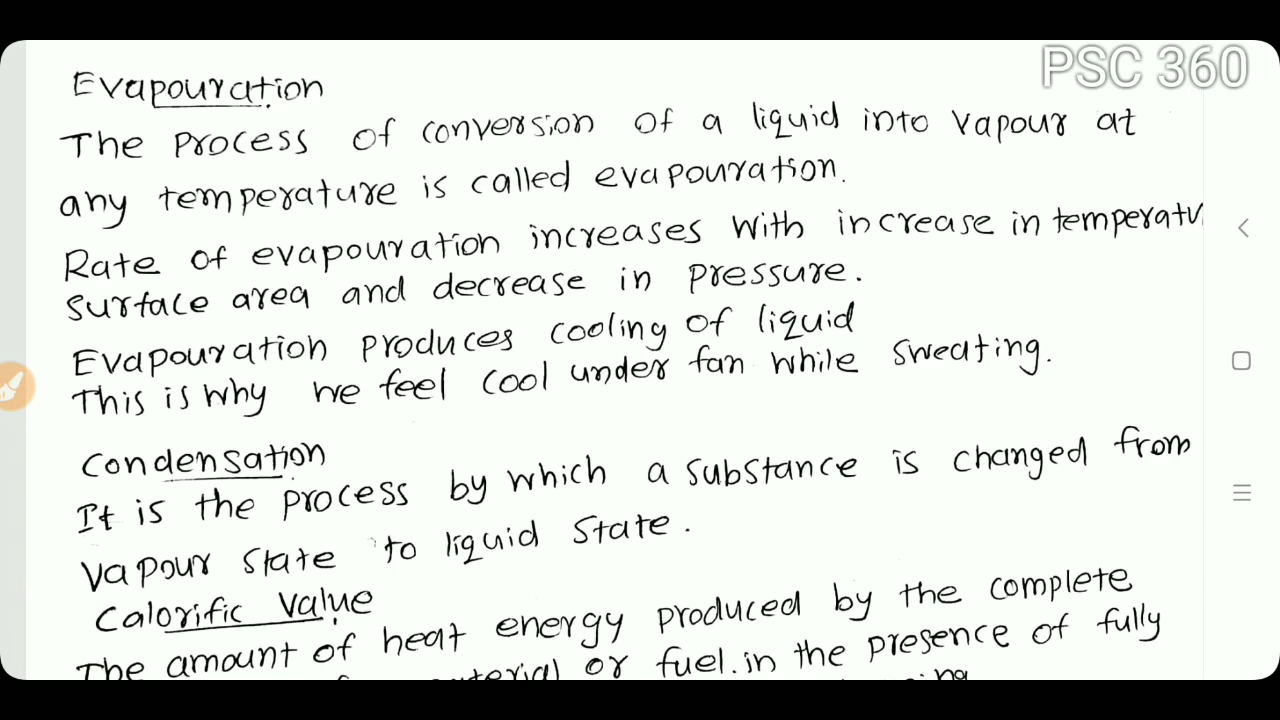 PSC 360
Evapouration
The process of conversion of a liquid into vapour at
any temperature is called evapouration.
Rate of evapouration increases with increase in
surface area and decrease in pressure.
Evapouration produces cooling of liquid
This is why we feel cool under fan while sweating.
Condensation
It is the process by which a substance is changed from
vapour state to liquid state.
Calorific value
The amount of heat energy produced by the complete
or fuel. in the presence of fully